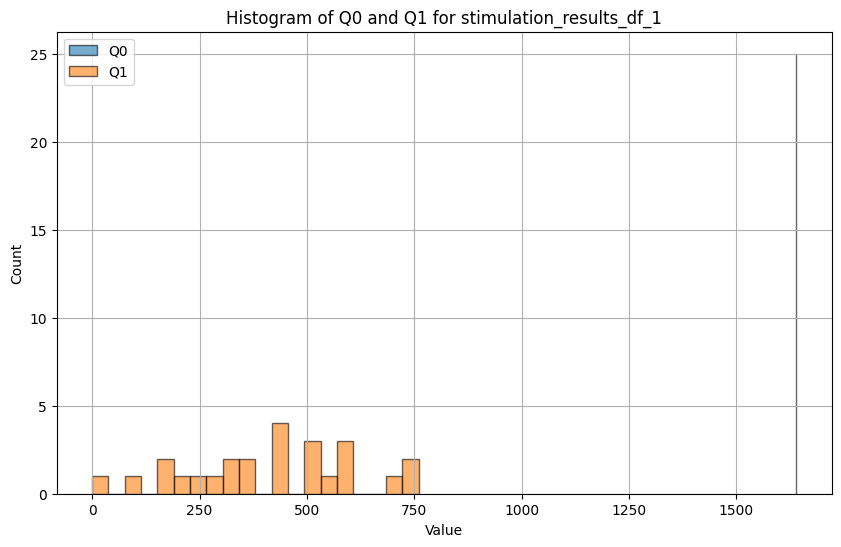 Histogram of Q0 and Q1 for stimulation_results_df_1
Q0
Q1
25
20
15
10
5
0
Count
0 250 500 750 1000 1250 1500
Value